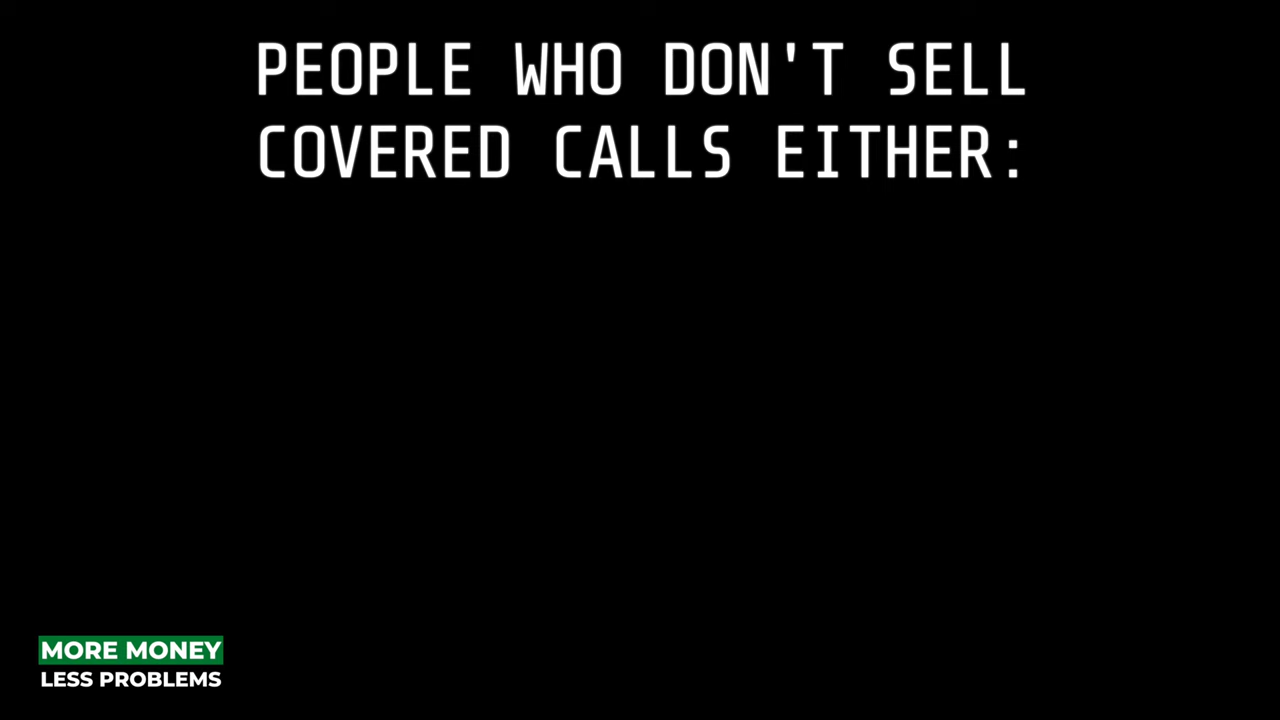 PEOPLE WHO DON'T SELL
COVERED CALLS EITHER:
MORE MONEY
LESS PROBLEMS